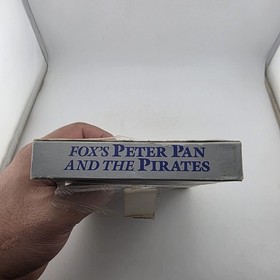 FOX'S PETER PAN
AND THE PIRATES